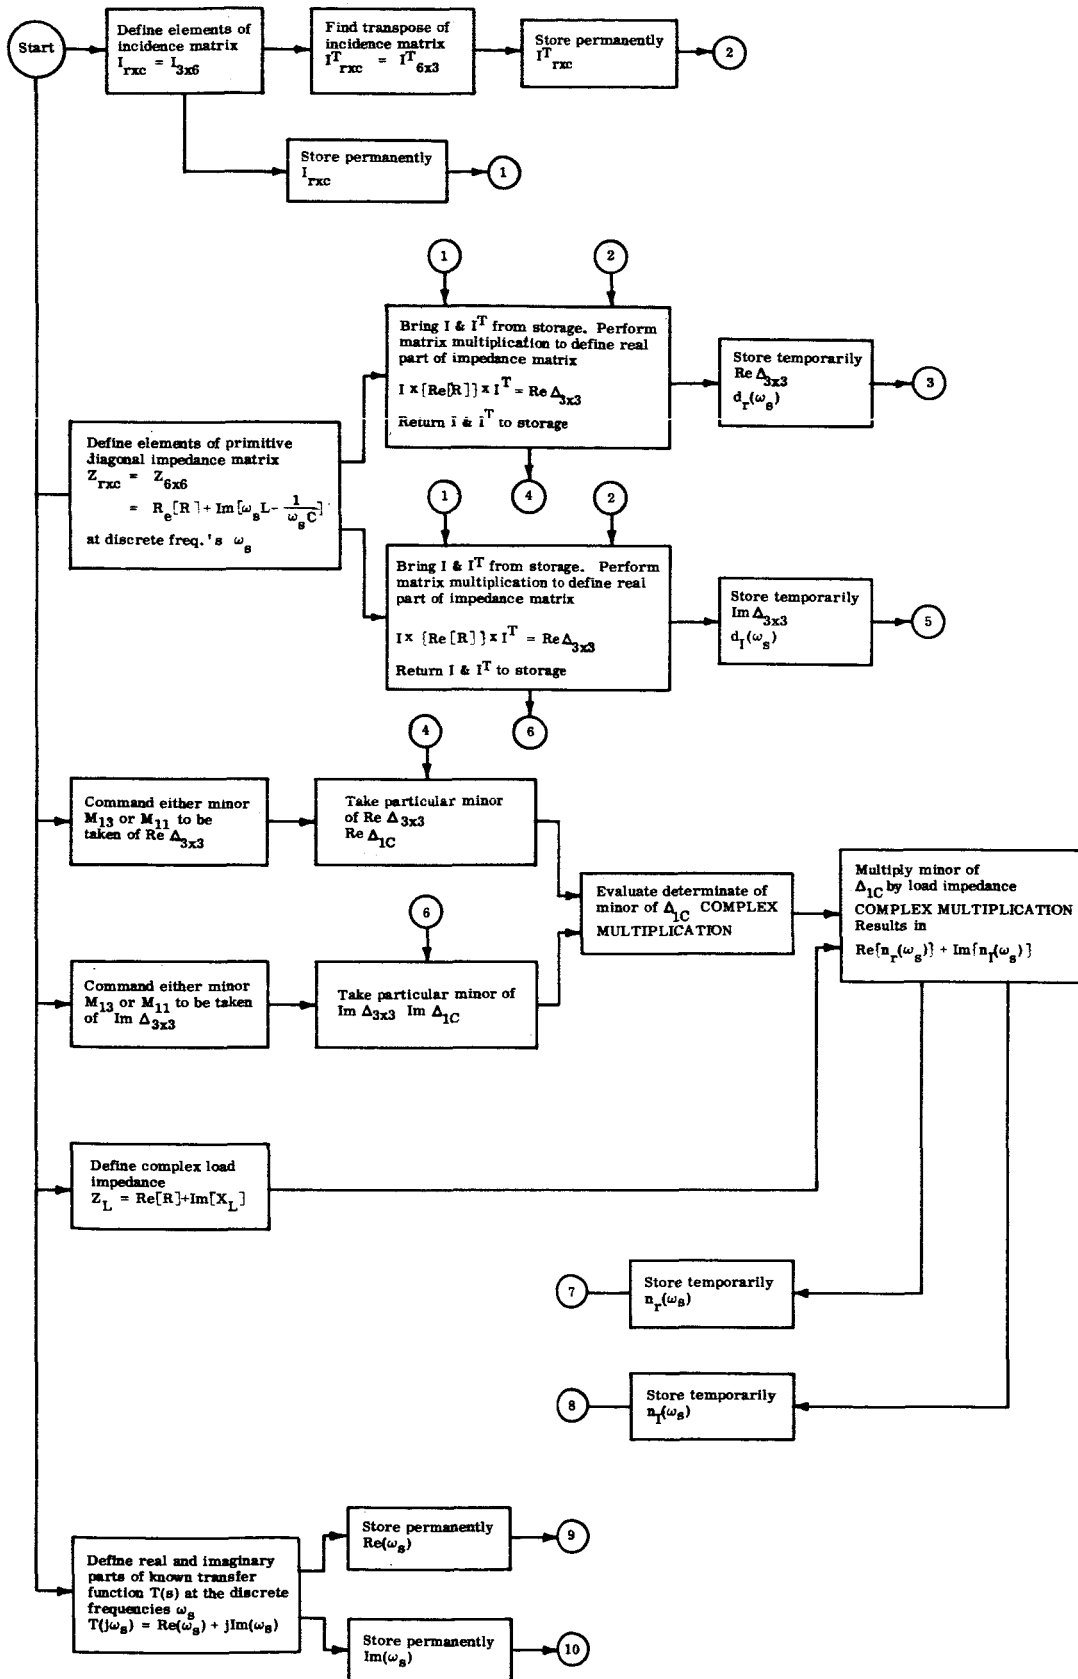 Start
Define elements of
incidence matrix
I_rxc = I_3x6
Find transpose of
incidence matrix
I^T_rxc = I^T_6x3
Store permanently
I^T_rxc
2
Store permanently
I_rxc
1
1
2
Bring I & I^T from storage. Perform
matrix multiplication to define real
part of impedance matrix
I x {Re[R]} x I^T = Re Δ_3x3
Return I & I^T to storage
Store temporarily
Re Δ_3x3
d_r(ω_s)
3
4
Define elements of primitive
diagonal impedance matrix
Z_rxc = Z_6x6
= R_e[R] + Im[ω_s L - 1/(ω_s C)]
at discrete freq.'s ω_s
1
2
Bring I & I^T from storage. Perform
matrix multiplication to define real
part of impedance matrix
I x {Re[R]} x I^T = Re Δ_3x3
Return I & I^T to storage
Store temporarily
Im Δ_3x3
d_I(ω_s)
5
6
4
Command either minor
M_13 or M_11 to be
taken of Re Δ_3x3
Take particular minor
of Re Δ_3x3
Re Δ_1C
Evaluate determinate of
minor of Δ_1C COMPLEX
MULTIPLICATION
Multiply minor of
Δ_1C by load impedance
COMPLEX MULTIPLICATION
Results in
Re{n_r(ω_s)} + Im{n_I(ω_s)}
6
Command either minor
M_13 or M_11 to be taken
of Im Δ_3x3
Take particular minor of
Im Δ_3x3 Im Δ_1C
Define complex load
impedance
Z_L = Re[R]+Im[X_L]
7
Store temporarily
n_r(ω_s)
8
Store temporarily
n_I(ω_s)
Define real and imaginary
parts of known transfer
function T(s) at the discrete
frequencies ω_s
T(jω_s) = Re(ω_s) + jIm(ω_s)
Store permanently
Re(ω_s)
9
Store permanently
Im(ω_s)
10